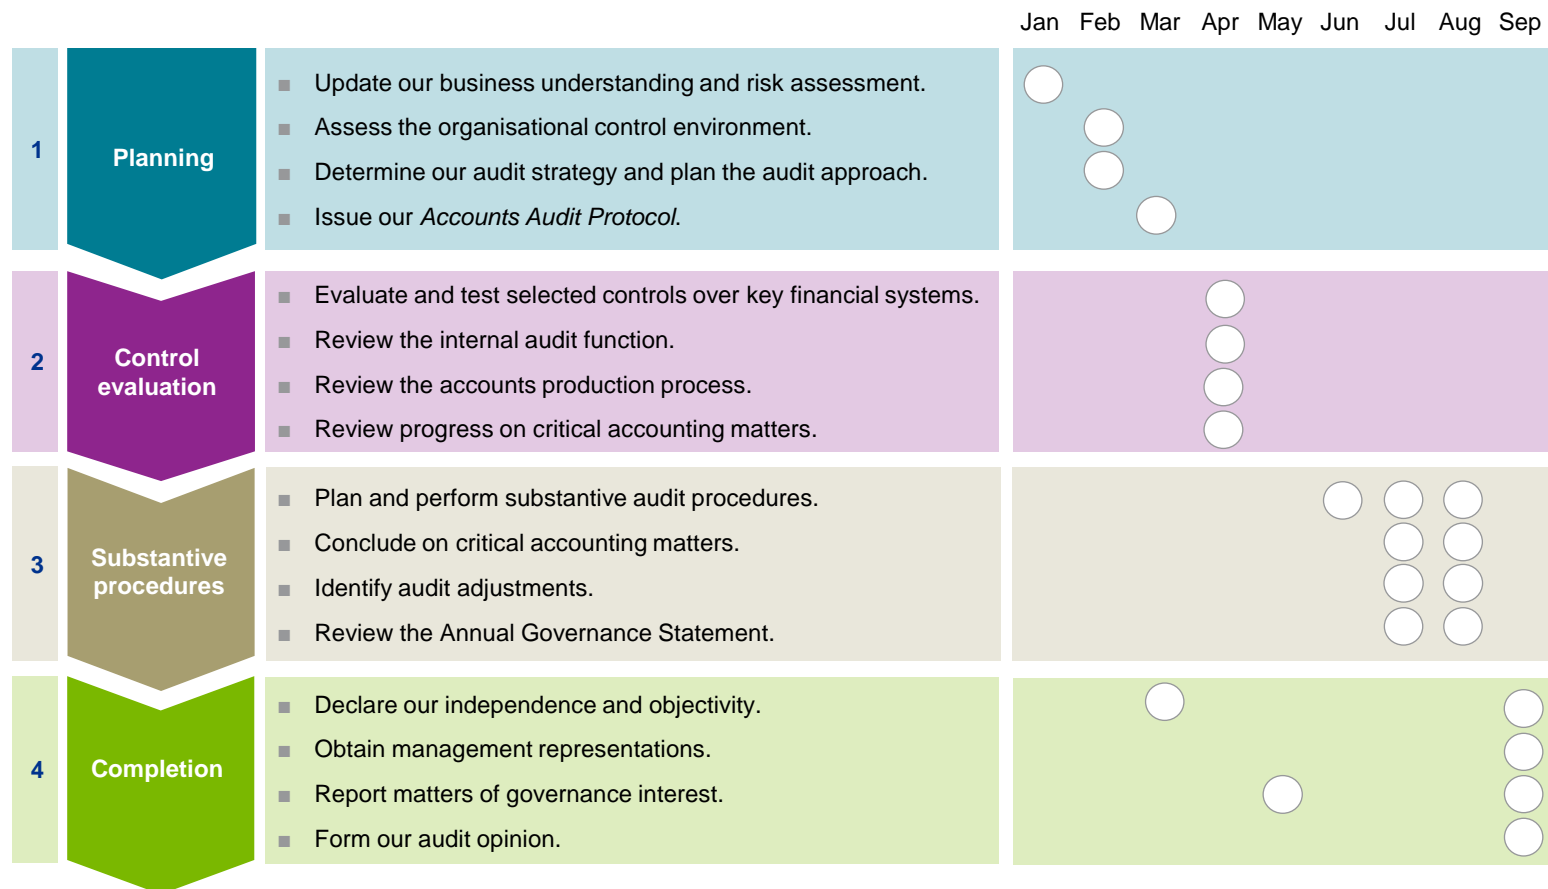 Jan Feb Mar Apr May Jun Jul Aug Sep
1
Planning
■ Update our business understanding and risk assessment.
■ Assess the organisational control environment.
■ Determine our audit strategy and plan the audit approach.
■ Issue our Accounts Audit Protocol.
2
Control
evaluation
■ Evaluate and test selected controls over key financial systems.
■ Review the internal audit function.
■ Review the accounts production process.
■ Review progress on critical accounting matters.
3
Substantive
procedures
■ Plan and perform substantive audit procedures.
■ Conclude on critical accounting matters.
■ Identify audit adjustments.
■ Review the Annual Governance Statement.
4
Completion
■ Declare our independence and objectivity.
■ Obtain management representations.
■ Report matters of governance interest.
■ Form our audit opinion.